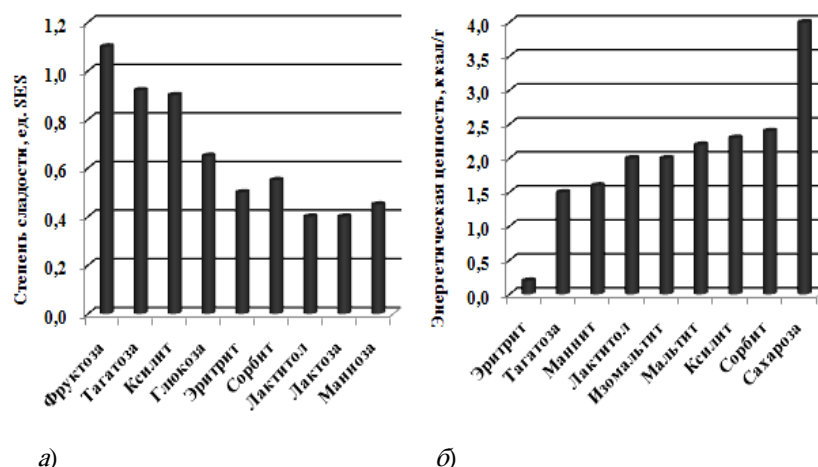 Степень сладости, ед. SES
1,2
1,0
0,8
0,6
0,4
0,2
0,0
Фруктоза
Тагатоза
Ксилит
Глюкоза
Эритрит
Сорбит
Лактитол
Лактоза
Манноза
а)
Энергетическая ценность, ккал/г
4,0
3,5
3,0
2,5
2,0
1,5
1,0
0,5
0,0
Эритрит
Тагатоза
Маннит
Лактитол
Изомальтит
Мальтит
Ксилит
Сорбит
Сахароза
б)